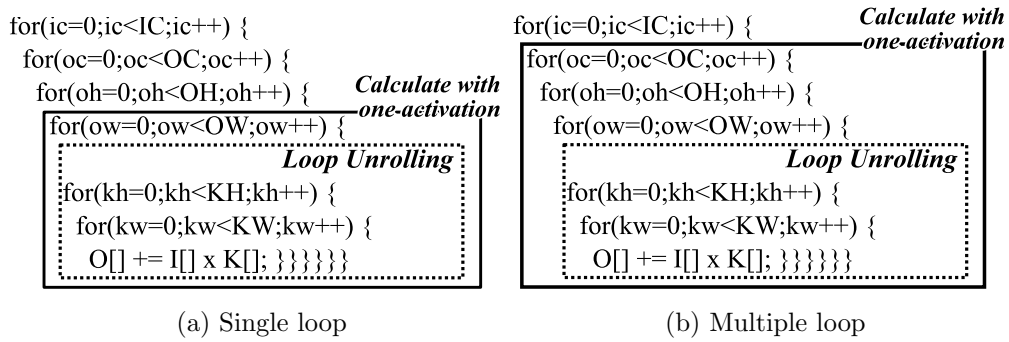 for(ic=0;ic<IC;ic++) {
for(oc=0;oc<OC;oc++) {
for(oh=0;oh<OH;oh++) {
Calculate with
one-activation
for(ow=0;ow<OW;ow++) {
Loop Unrolling
for(kh=0;kh<KH;kh++) {
for(kw=0;kw<KW;kw++) {
O[] += I[] x K[]; }}}}}}
(a) Single loop
for(ic=0;ic<IC;ic++) {
Calculate with
one-activation
for(oc=0;oc<OC;oc++) {
for(oh=0;oh<OH;oh++) {
for(ow=0;ow<OW;ow++) {
Loop Unrolling
for(kh=0;kh<KH;kh++) {
for(kw=0;kw<KW;kw++) {
O[] += I[] x K[]; }}}}}}
(b) Multiple loop